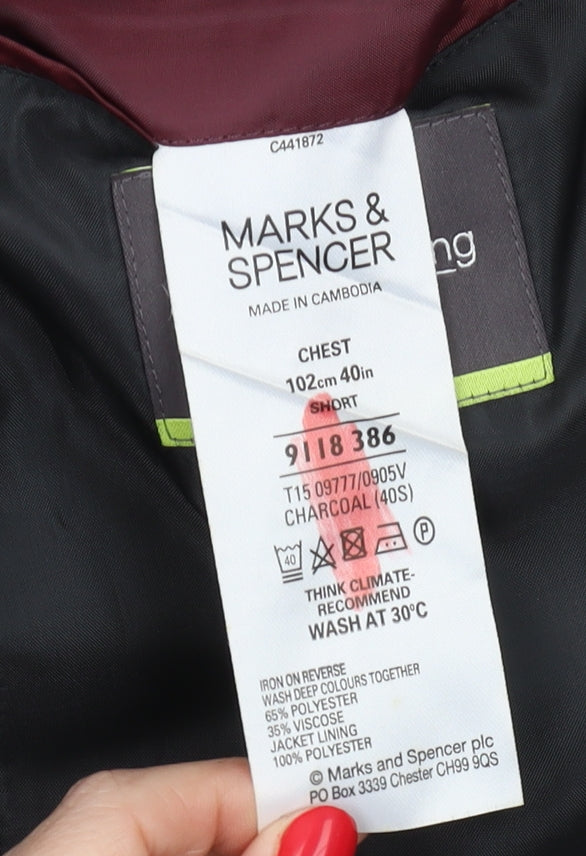 C441872
MARKS &
SPENCER
MADE IN CAMBODIA
CHEST
102cm 40in
SHORT
9118 386
T15 09777/0905V
CHARCOAL (40S)
40
P
THINK CLIMATE-
RECOMMEND
WASH AT 30°C
IRON ON REVERSE
WASH DEEP COLOURS TOGETHER
65% POLYESTER
35% VISCOSE
JACKET LINING
100% POLYESTER
© Marks and Spencer plc
PO Box 3339 Chester CH99 9QS